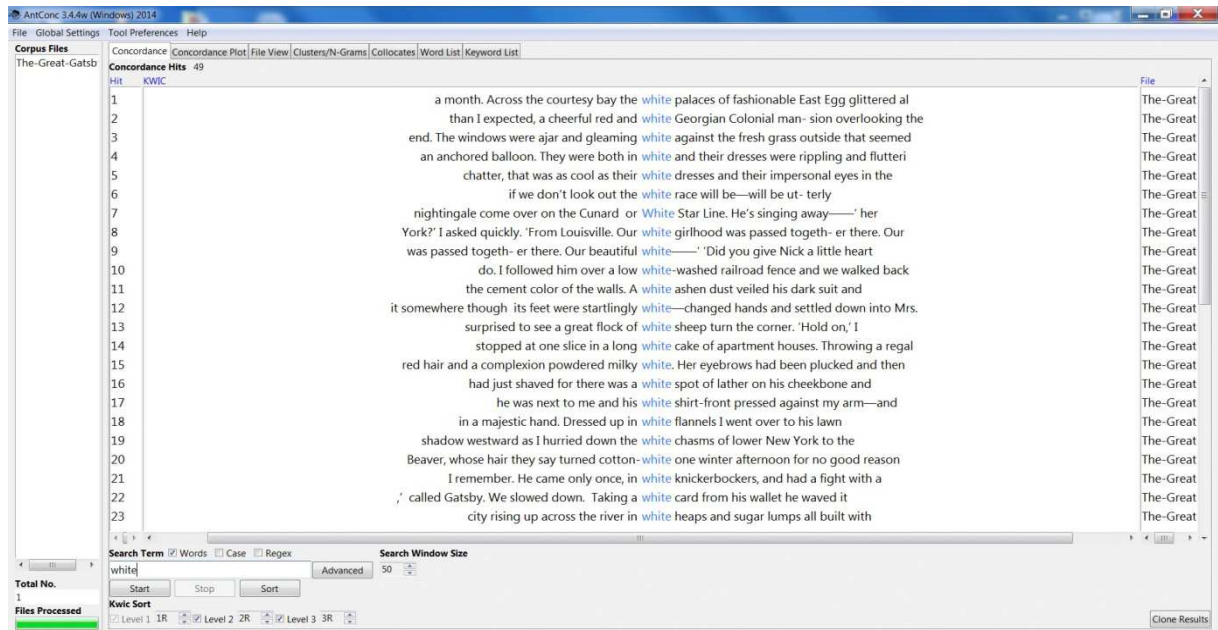 AntConc 3.4.4w (Windows) 2014
File Global Settings Tool Preferences Help
Corpus Files
The-Great-Gatsb
Concordance Concordance Plot File View Clusters/N-Grams Collocates Word List Keyword List
Concordance Hits 49
Hit KWIC File
1 a month. Across the courtesy bay the white palaces of fashionable East Egg glittered al The-Great
2 than I expected, a cheerful red and white Georgian Colonial man- sion overlooking the The-Great
3 end. The windows were ajar and gleaming white against the fresh grass outside that seemed The-Great
4 an anchored balloon. They were both in white and their dresses were rippling and flutteri The-Great
5 chatter, that was as cool as their white dresses and their impersonal eyes in the The-Great
6 if we don't look out the white race will be—will be ut- terly The-Great
7 nightingale come over on the Cunard or White Star Line. He's singing away——' her The-Great
8 York?' I asked quickly. 'From Louisville. Our white girlhood was passed togeth- er there. Our The-Great
9 was passed togeth- er there. Our beautiful white——' 'Did you give Nick a little heart The-Great
10 do. I followed him over a low white-washed railroad fence and we walked back The-Great
11 the cement color of the walls. A white ashen dust veiled his dark suit and The-Great
12 it somewhere though its feet were startlingly white—changed hands and settled down into Mrs. The-Great
13 surprised to see a great flock of white sheep turn the corner. 'Hold on,' I The-Great
14 stopped at one slice in a long white cake of apartment houses. Throwing a regal The-Great
15 red hair and a complexion powdered milky white. Her eyebrows had been plucked and then The-Great
16 had just shaved for there was a white spot of lather on his cheekbone and The-Great
17 he was next to me and his white shirt-front pressed against my arm—and The-Great
18 in a majestic hand. Dressed up in white flannels I went over to his lawn The-Great
19 shadow westward as I hurried down the white chasms of lower New York to the The-Great
20 Beaver, whose hair they say turned cotton-white one winter afternoon for no good reason The-Great
21 I remember. He came only once, in white knickerbockers, and had a fight with a The-Great
22 ,' called Gatsby. We slowed down. Taking a white card from his wallet he waved it The-Great
23 city rising up across the river in white heaps and sugar lumps all built with The-Great
Search Term Words Case Regex Search Window Size
white Advanced 50
Total No.
1
Start Stop Sort
Files Processed
Kwic Sort
Level 1 1R Level 2 2R Level 3 3R Clone Results